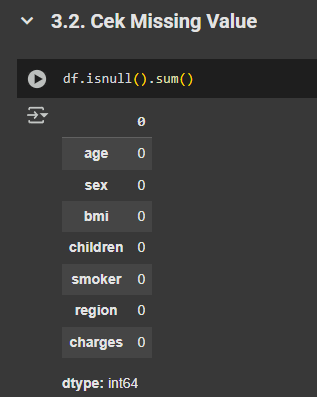 3.2. Cek Missing Value
df.isnull().sum()
0
age 0
sex 0
bmi 0
children 0
smoker 0
region 0
charges 0
dtype: int64